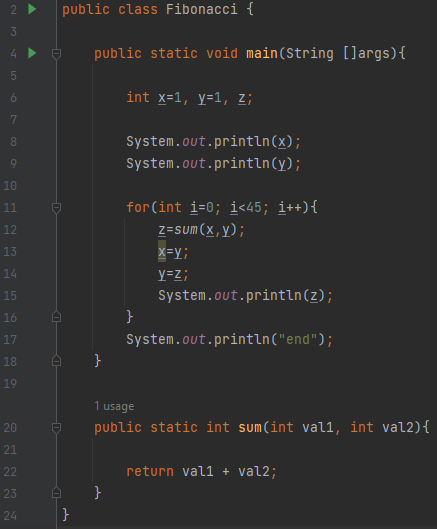 2 public class Fibonacci {
3
4 public static void main(String []args){
5
6 int x=1, y=1, z;
7
8 System.out.println(x);
9 System.out.println(y);
10
11 for(int i=0; i<45; i++){
12 z=sum(x,y);
13 x=y;
14 y=z;
15 System.out.println(z);
16 }
17 System.out.println("end");
18 }
19
1 usage
20 public static int sum(int val1, int val2){
21
22 return val1 + val2;
23 }
24 }